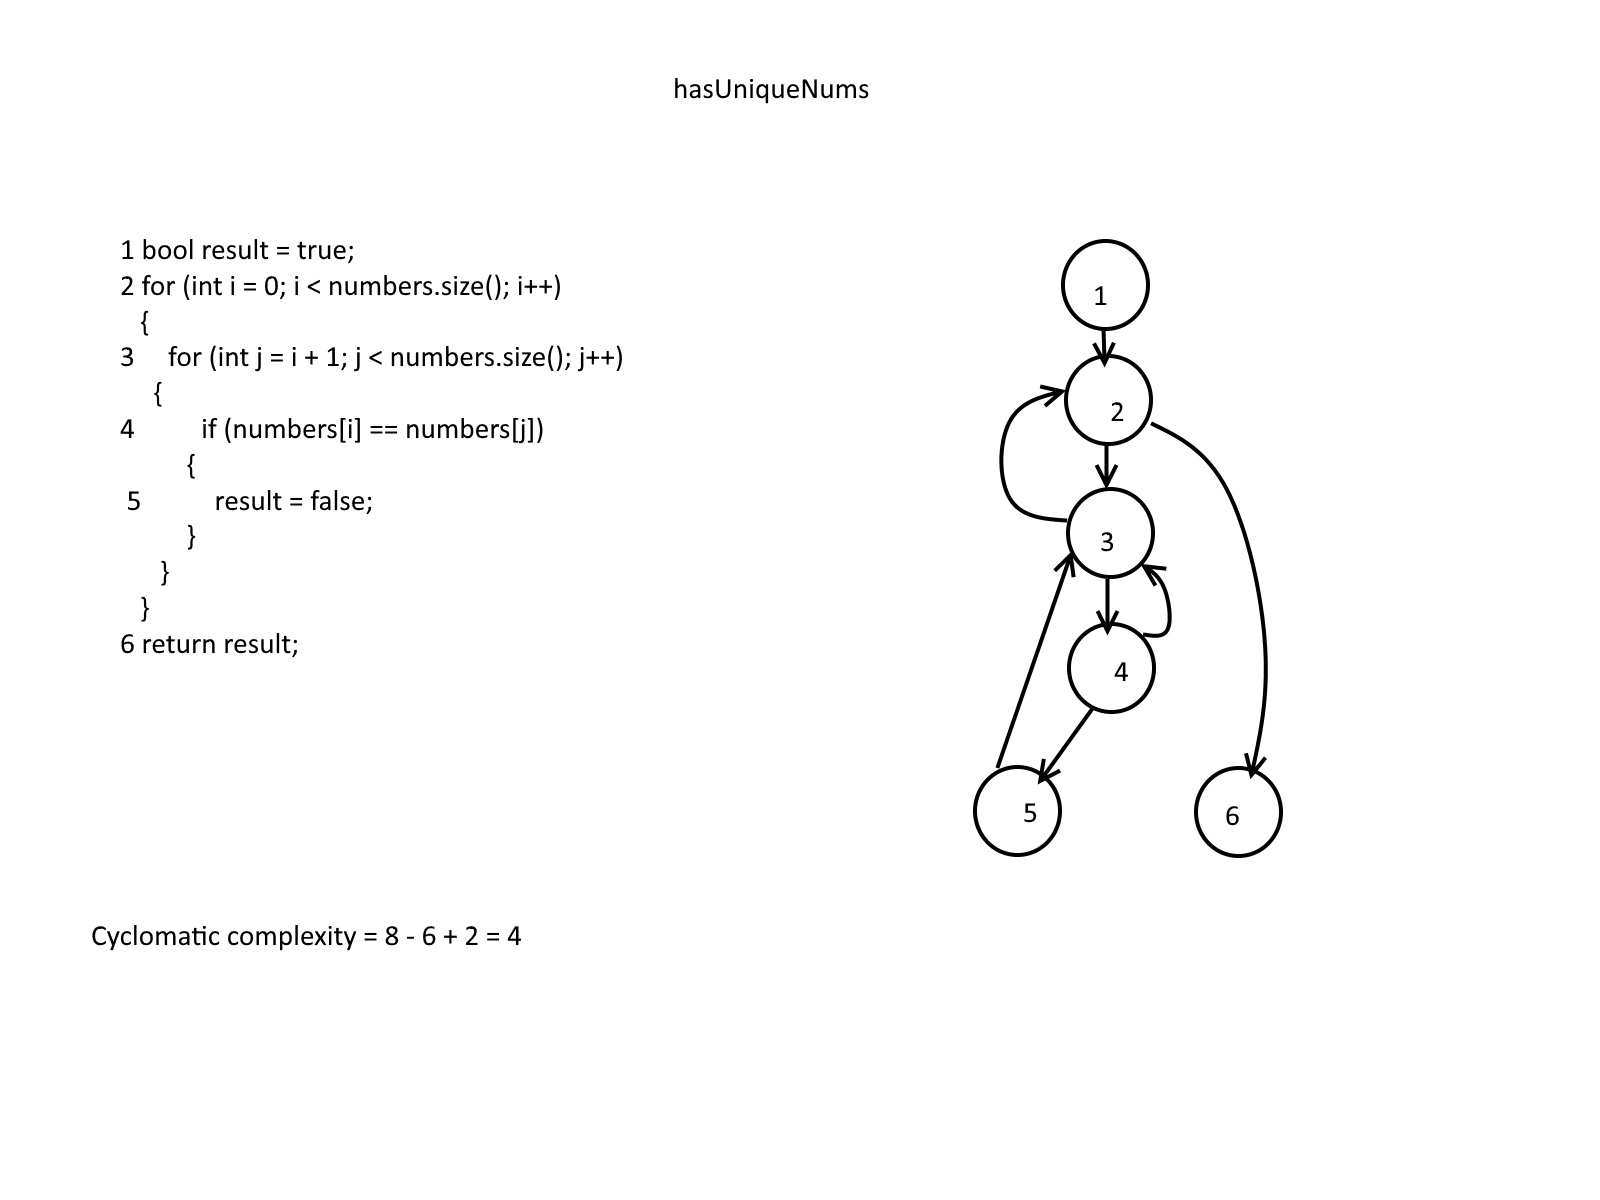 hasUniqueNums
1 bool result = true;
2 for (int i = 0; i < numbers.size(); i++)
{
3 for (int j = i + 1; j < numbers.size(); j++)
{
4 if (numbers[i] == numbers[j])
{
5 result = false;
}
}
}
6 return result;
1
2
3
4
5
6
Cyclomatic complexity = 8 - 6 + 2 = 4